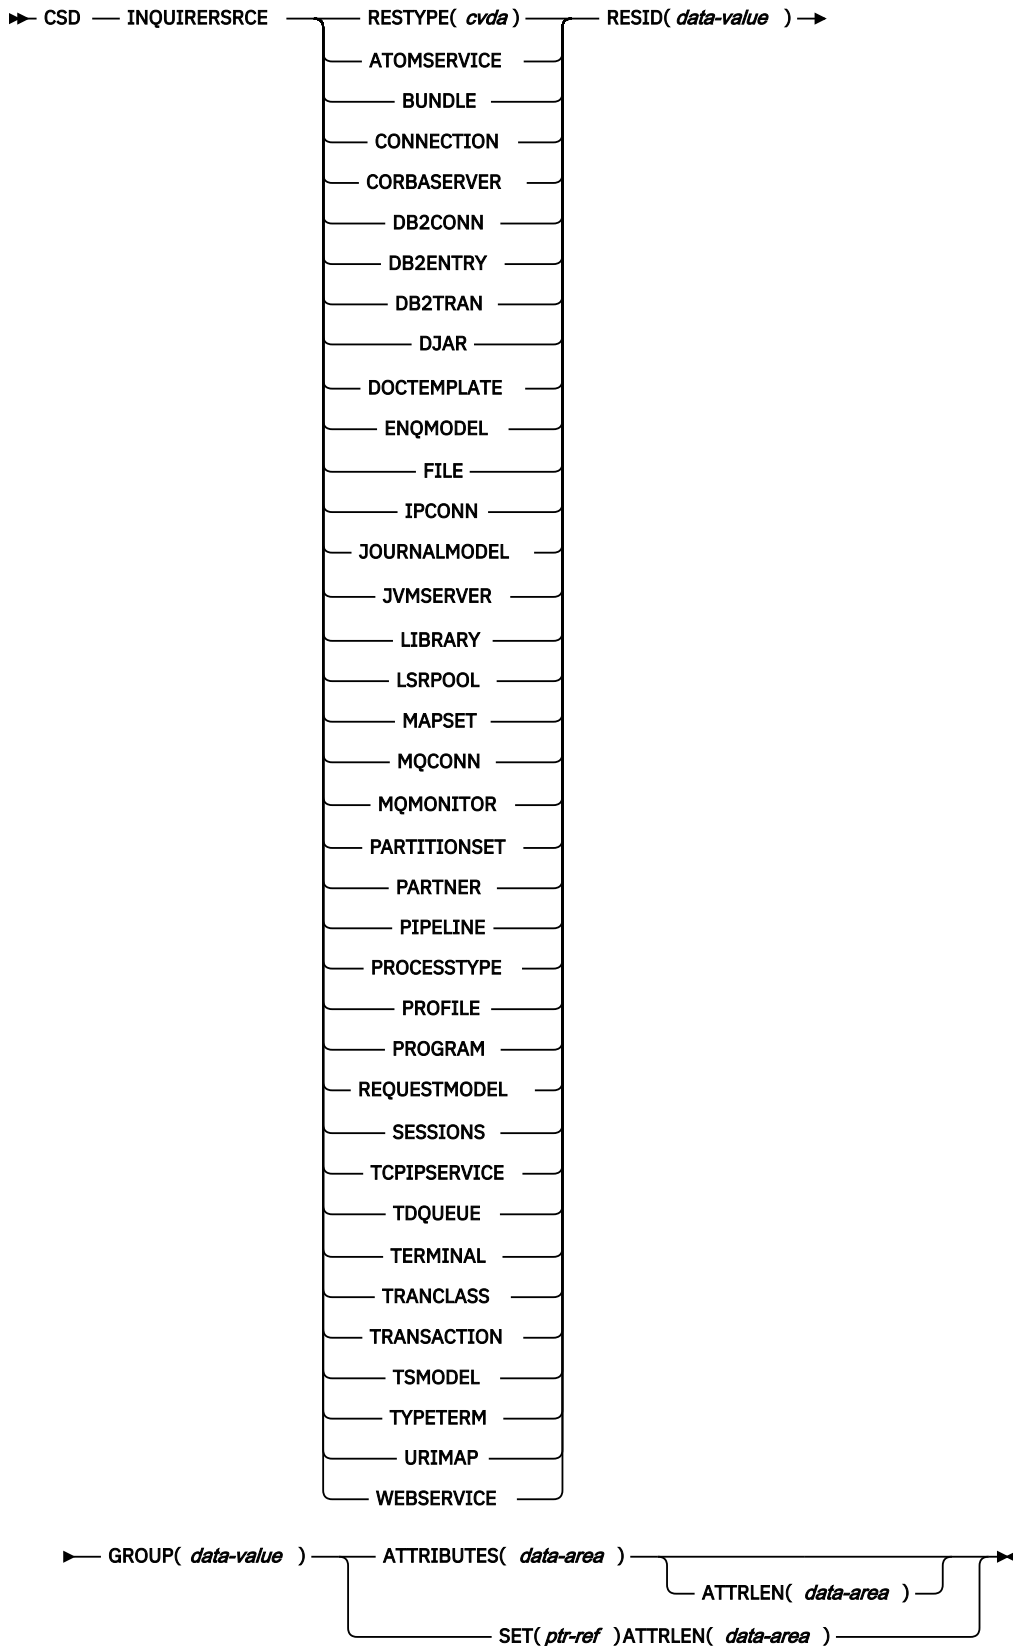 CSD INQUIRERSRCE RESTYPE( cvda ) RESID( data-value )
ATOMSERVICE
BUNDLE
CONNECTION
CORBASERVER
DB2CONN
DB2ENTRY
DB2TRAN
DJAR
DOCTEMPLATE
ENQMODEL
FILE
IPCONN
JOURNALMODEL
JVMSERVER
LIBRARY
LSRPOOL
MAPSET
MQCONN
MQMONITOR
PARTITIONSET
PARTNER
PIPELINE
PROCESSTYPE
PROFILE
PROGRAM
REQUESTMODEL
SESSIONS
TCPIPSERVICE
TDQUEUE
TERMINAL
TRANCLASS
TRANSACTION
TSMODEL
TYPETERM
URIMAP
WEBSERVICE
GROUP( data-value ) ATTRIBUTES( data-area )
ATTRLEN( data-area )
SET( ptr-ref )ATTRLEN( data-area )